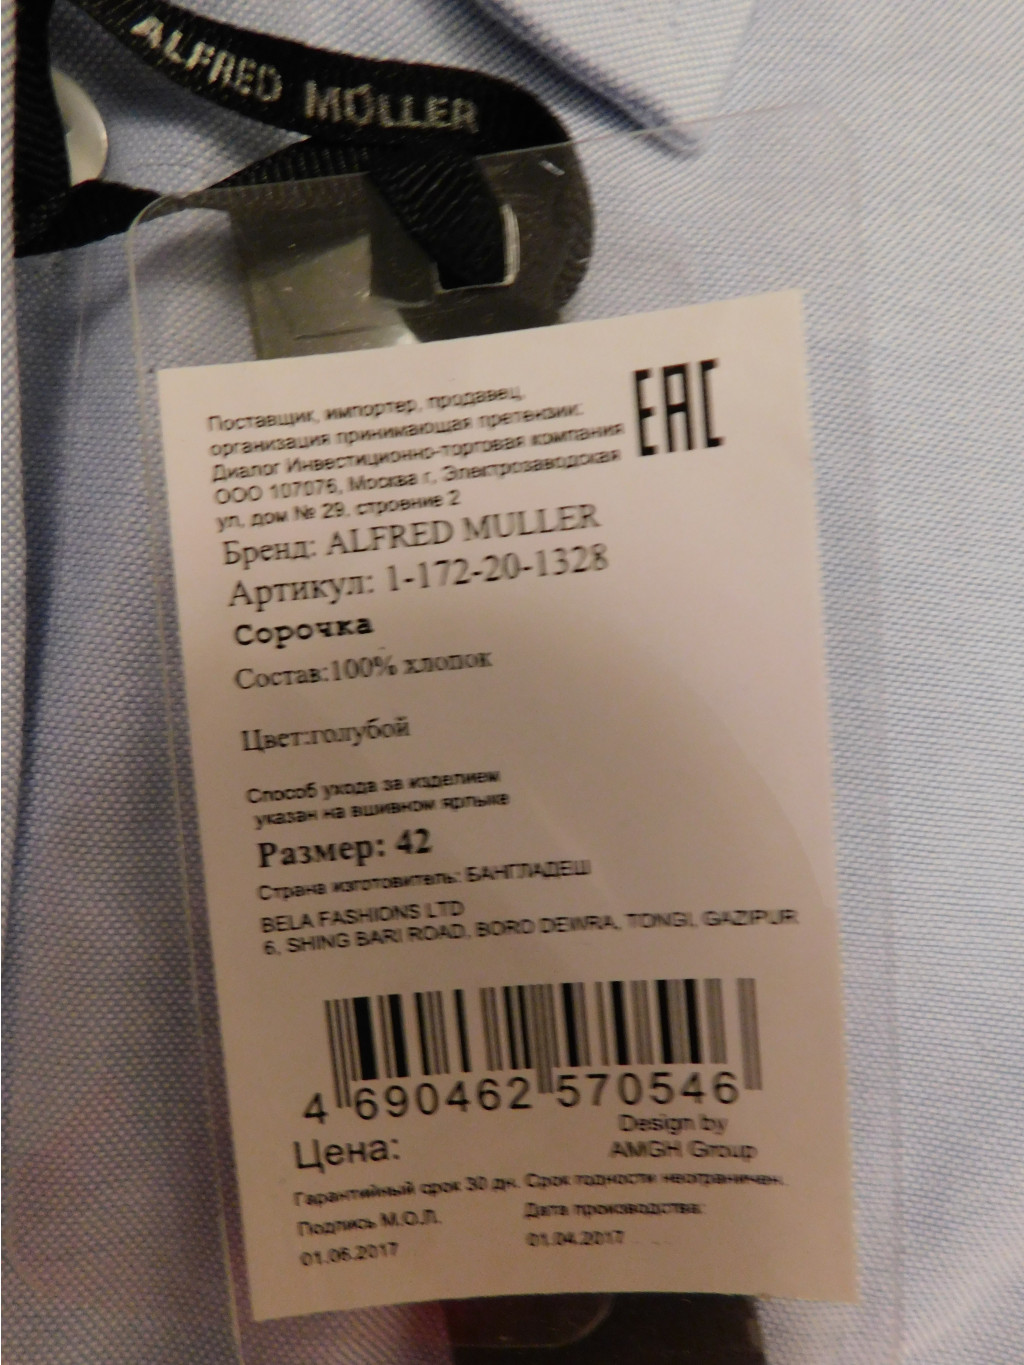 ALFRED MÜLLER
EAC
Поставщик, импортер, продавец,
организация принимающая претензии:
Диалог Инвестиционно-торговая компания
ООО 107076, Москва г, Электрозаводская
ул, дом № 29, стровние 2
Бренд: ALFRED MULLER
Артикул: 1-172-20-1328
Сорочка
Состав:100% хлопок
Цвет:голубой
Способ ухода за изделием
указан на вшивном ярлыке
Размер: 42
Страна изготовитель: БАНГЛАДЕШ
BELA FASHIONS LTD
6, SHING BARI ROAD, BORO DEWRA, TONGI, GAZIPUR
4 690462 570546
Цена:
Design by
AMGH Group
Гарантийный срок 30 дн. Срок годности неограничен.
Подпись М.О.Л. Дата производства:
01.06.2017 01.04.2017